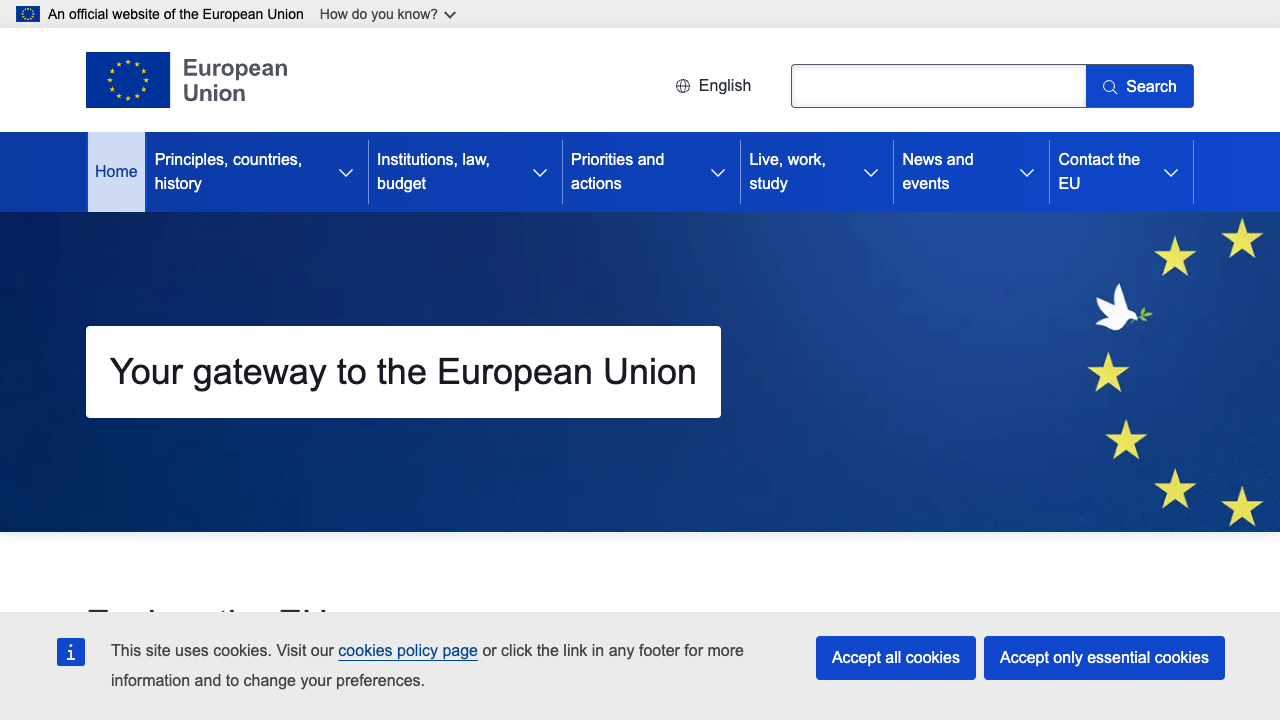 An official website of the European Union How do you know?
European
Union
English
Search
Home
Principles, countries,
history
Institutions, law,
budget
Priorities and
actions
Live, work,
study
News and
events
Contact the
EU
Your gateway to the European Union
This site uses cookies. Visit our cookies policy page or click the link in any footer for more
information and to change your preferences.
Accept all cookies
Accept only essential cookies